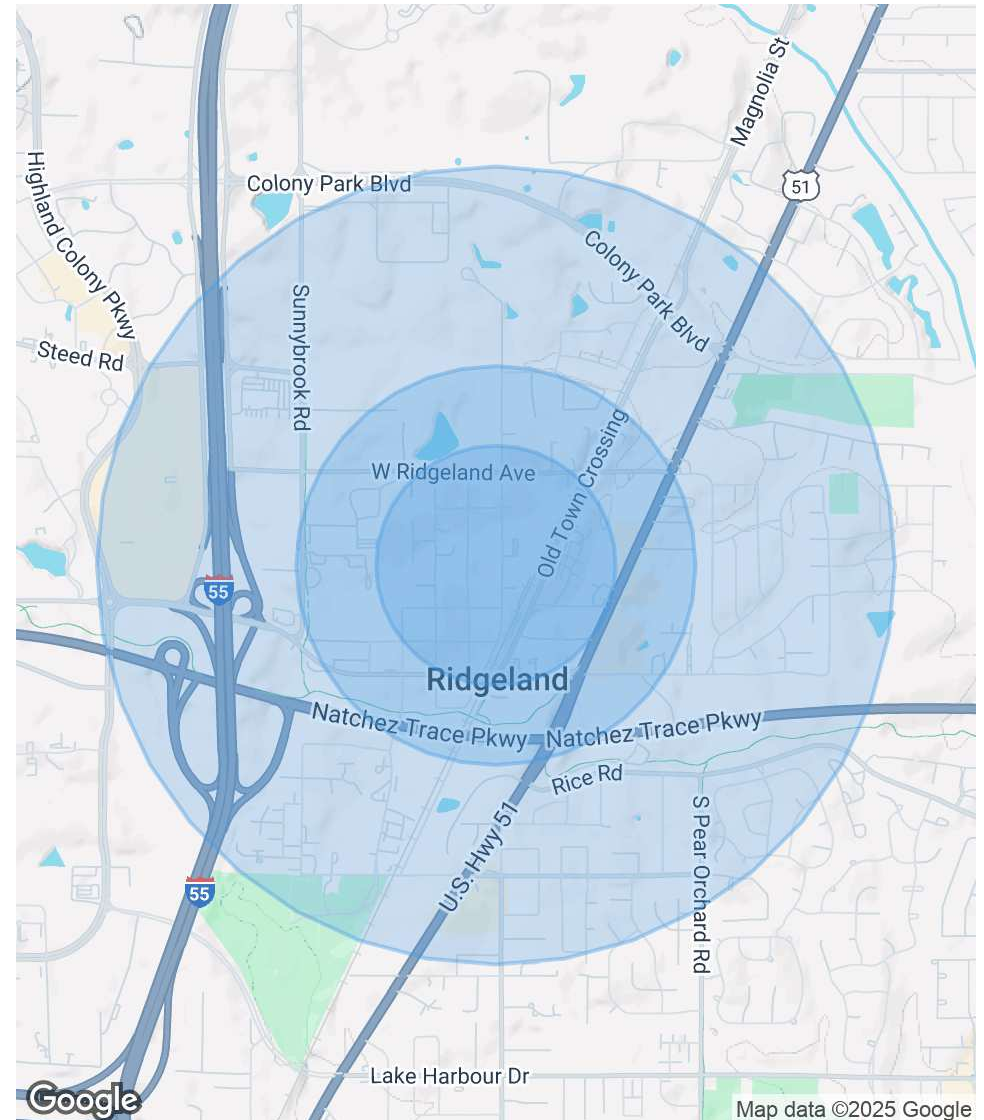 Magnolia St
51
Highland Colony Pkwy
Colony Park Blvd
Colony Park Blvd
Sunnybrook Rd
Steed Rd
Old Town Crossing
W Ridgeland Ave
55
Ridgeland
Natchez Trace Pkwy
Natchez Trace Pkwy
Rice Rd
S Pear Orchard Rd
U.S. Hwy 51
55
Lake Harbour Dr
Google
Map data ©2025 Google